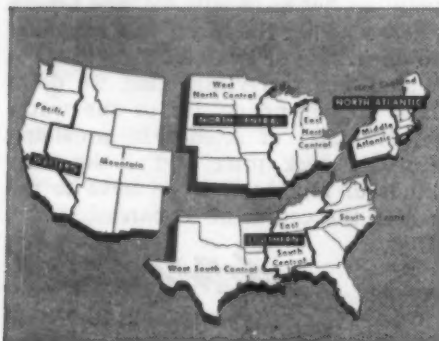 West
North Central
New England
NORTH ATLANTIC
Pacific
NORTH CENTRAL
East
North
Central
Middle
Atlantic
WESTERN
Mountain
East
South Atlantic
SOUTHERN
South
Central
West South Central